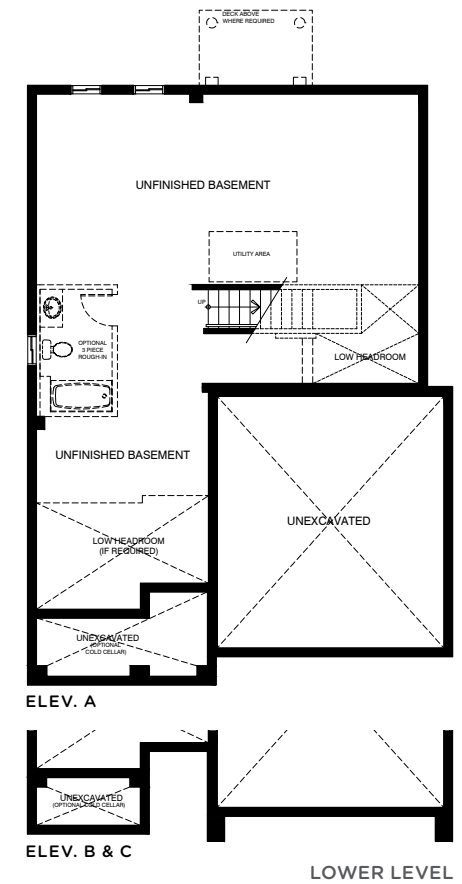 DECK ABOVE
WHERE REQUIRED
UNFINISHED BASEMENT
UTILITY AREA
UP
OPTIONAL
3 PIECE
ROUGH-IN
LOW HEADROOM
UNFINISHED BASEMENT
UNEXCAVATED
LOW HEADROOM
(IF REQUIRED)
UNEXCAVATED
(OPTIONAL
COLD CELLAR)
ELEV. A
UNEXCAVATED
(OPTIONAL COLD CELLAR)
ELEV. B & C
LOWER LEVEL